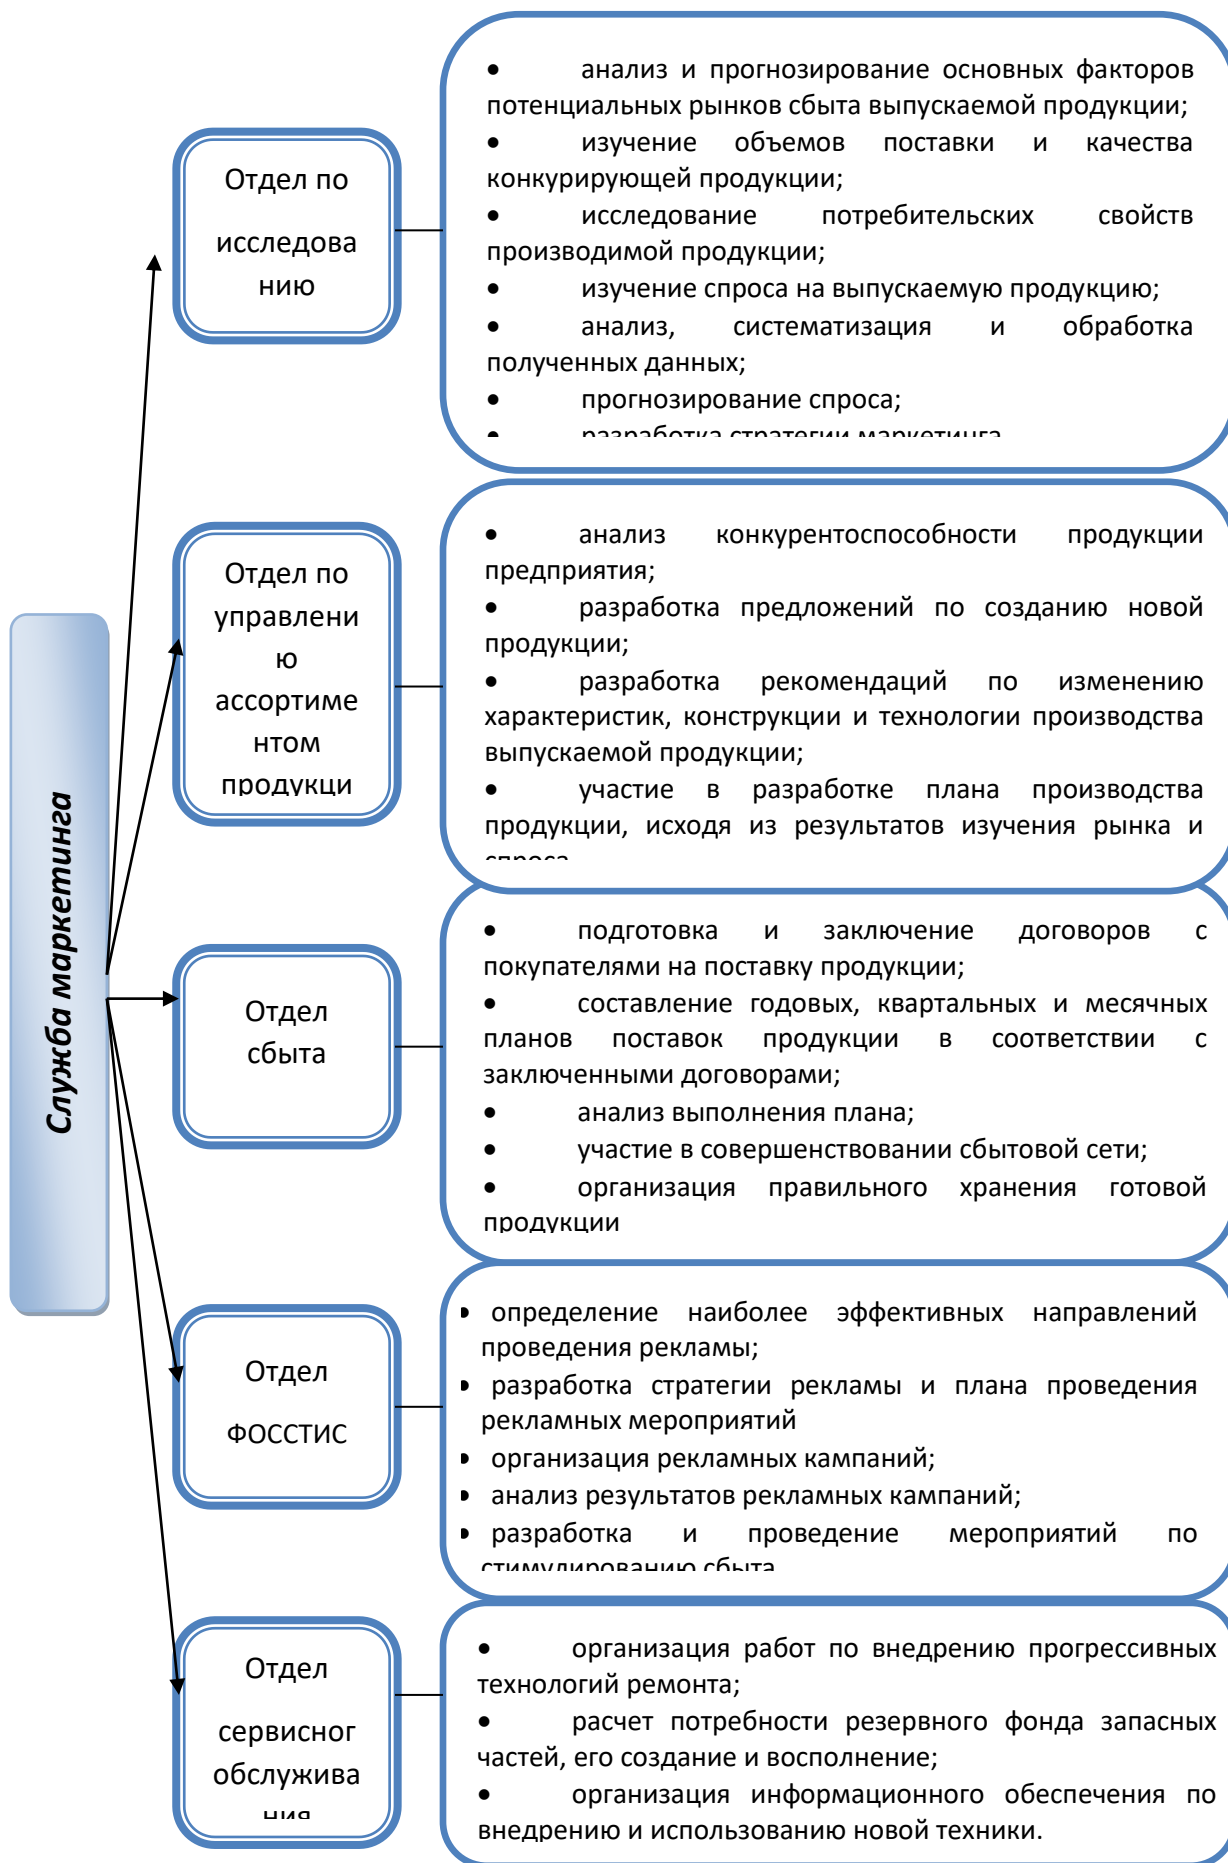 Служба маркетинга
Отдел по
исследова
нию
• анализ и прогнозирование основных факторов
потенциальных рынков сбыта выпускаемой продукции;
• изучение объемов поставки и качества
конкурирующей продукции;
• исследование потребительских свойств
производимой продукции;
• изучение спроса на выпускаемую продукцию;
• анализ, систематизация и обработка
полученных данных;
• прогнозирование спроса;
• разработка стратегии маркетинга
Отдел по
управлени
ю
ассортиме
нтом
продукци
• анализ конкурентоспособности продукции
предприятия;
• разработка предложений по созданию новой
продукции;
• разработка рекомендаций по изменению
характеристик, конструкции и технологии производства
выпускаемой продукции;
• участие в разработке плана производства
продукции, исходя из результатов изучения рынка и
спроса
Отдел
сбыта
• подготовка и заключение договоров с
покупателями на поставку продукции;
• составление годовых, квартальных и месячных
планов поставок продукции в соответствии с
заключенными договорами;
• анализ выполнения плана;
• участие в совершенствовании сбытовой сети;
• организация правильного хранения готовой
продукции
Отдел
ФОССТИС
• определение наиболее эффективных направлений
проведения рекламы;
• разработка стратегии рекламы и плана проведения
рекламных мероприятий
• организация рекламных кампаний;
• анализ результатов рекламных кампаний;
• разработка и проведение мероприятий по
стимулированию сбыта
Отдел
сервисног
обслужива
ния
• организация работ по внедрению прогрессивных
технологий ремонта;
• расчет потребности резервного фонда запасных
частей, его создание и восполнение;
• организация информационного обеспечения по
внедрению и использованию новой техники.